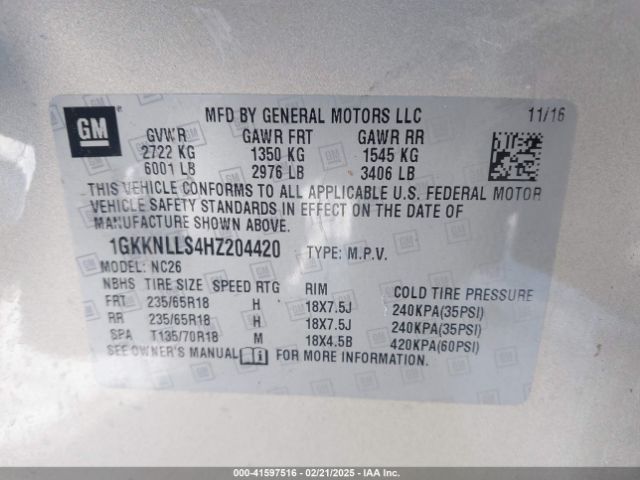 GM
MFD BY GENERAL MOTORS LLC 11/16
GVWR GAWR FRT GAWR RR
2722 KG 1350 KG 1545 KG
6001 LB 2976 LB 3406 LB
THIS VEHICLE CONFORMS TO ALL APPLICABLE U.S. FEDERAL MOTOR
VEHICLE SAFETY STANDARDS IN EFFECT ON THE DATE OF
MANUFACTURE SHOWN ABOVE.
1GKKNLLS4HZ204420 TYPE: M.P.V.
MODEL: NC26
NBHS TIRE SIZE SPEED RTG RIM COLD TIRE PRESSURE
FRT 235/65R18 H 18X7.5J 240KPA(35PSI)
RR 235/65R18 H 18X7.5J 240KPA(35PSI)
SPA T135/70R18 M 18X4.5B 420KPA(60PSI)
SEE OWNER'S MANUAL FOR MORE INFORMATION.
000-41597516 - 02/21/2025 - IAA Inc.